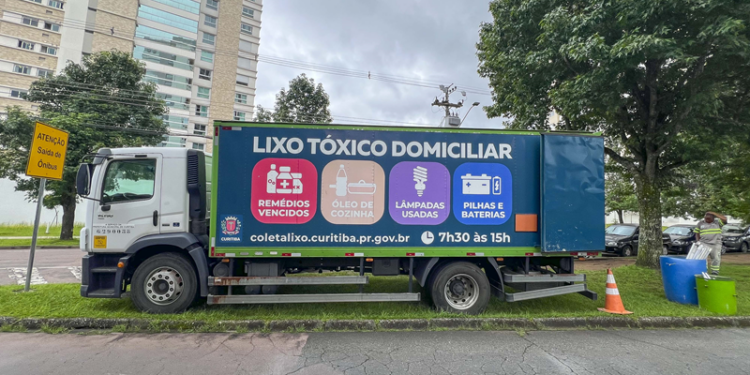 ATENÇÃO
Saída de
Ônibus
LIXO TÓXICO DOMICILIAR
REMÉDIOS
VENCIDOS
ÓLEO DE
COZINHA
LÂMPADAS
USADAS
PILHAS E
BATERIAS
CURITIBA
coletalixo.curitiba.pr.gov.br
7h30 às 15h